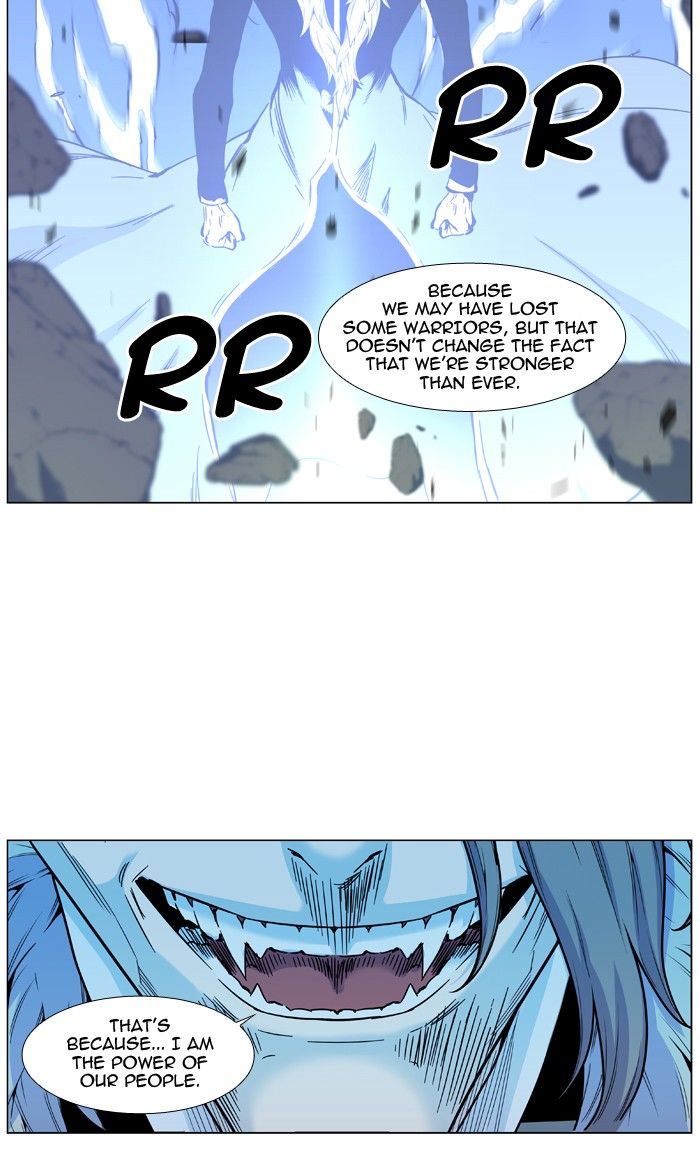 RR
BECAUSE
WE MAY HAVE LOST
SOME WARRIORS, BUT THAT
DOESN'T CHANGE THE FACT
THAT WE'RE STRONGER
THAN EVER.
RR
THAT'S
BECAUSE... I AM
THE POWER OF
OUR PEOPLE.